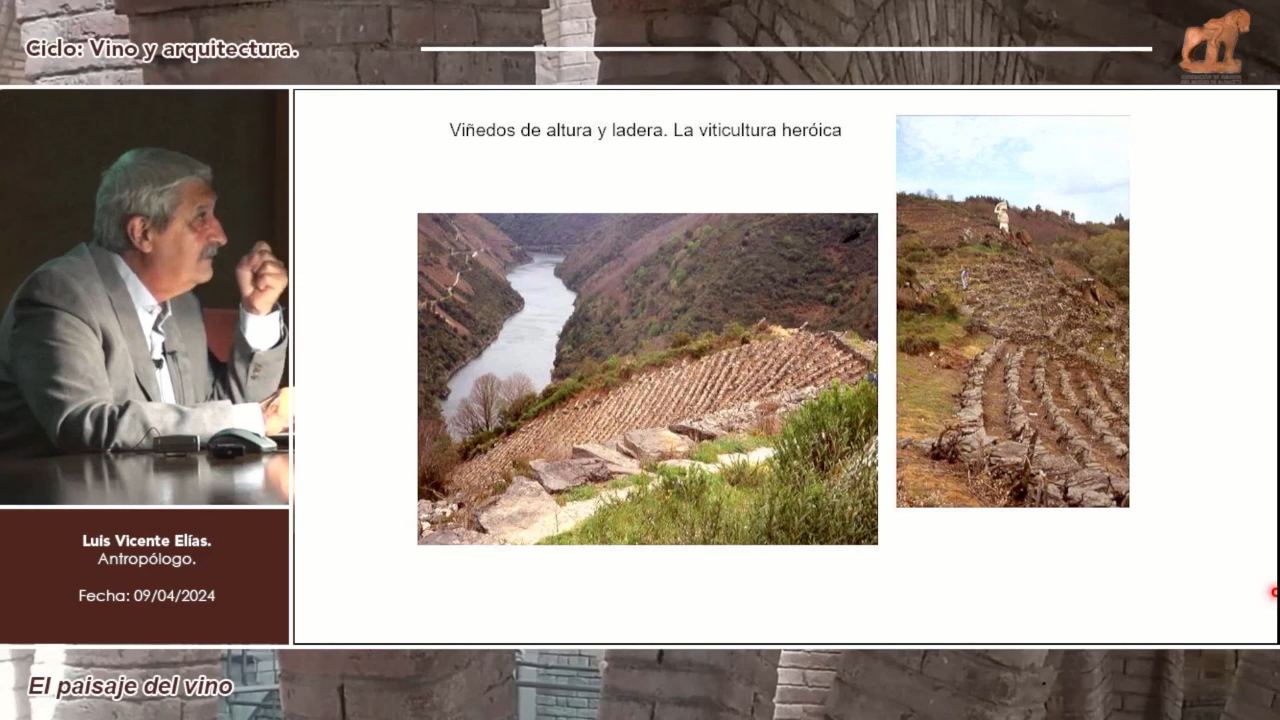 Ciclo: Vino y arquitectura.
Viñedos de altura y ladera. La viticultura heróica
Luis Vicente Elías.
Antropólogo.
Fecha: 09/04/2024
El paisaje del vino